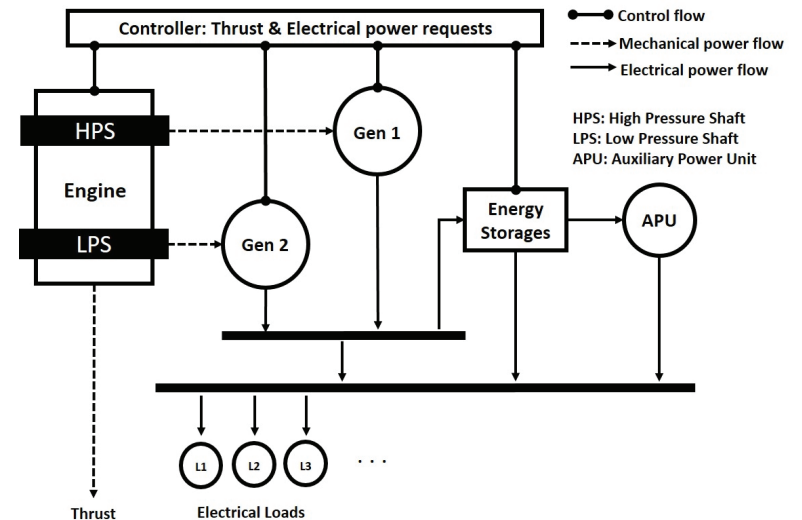 Controller: Thrust & Electrical power requests
Control flow
Mechanical power flow
Electrical power flow
HPS: High Pressure Shaft
LPS: Low Pressure Shaft
APU: Auxiliary Power Unit
HPS
Gen 1
Engine
Energy
Storages
APU
LPS
Gen 2
L1
L2
L3
. . .
Thrust
Electrical Loads